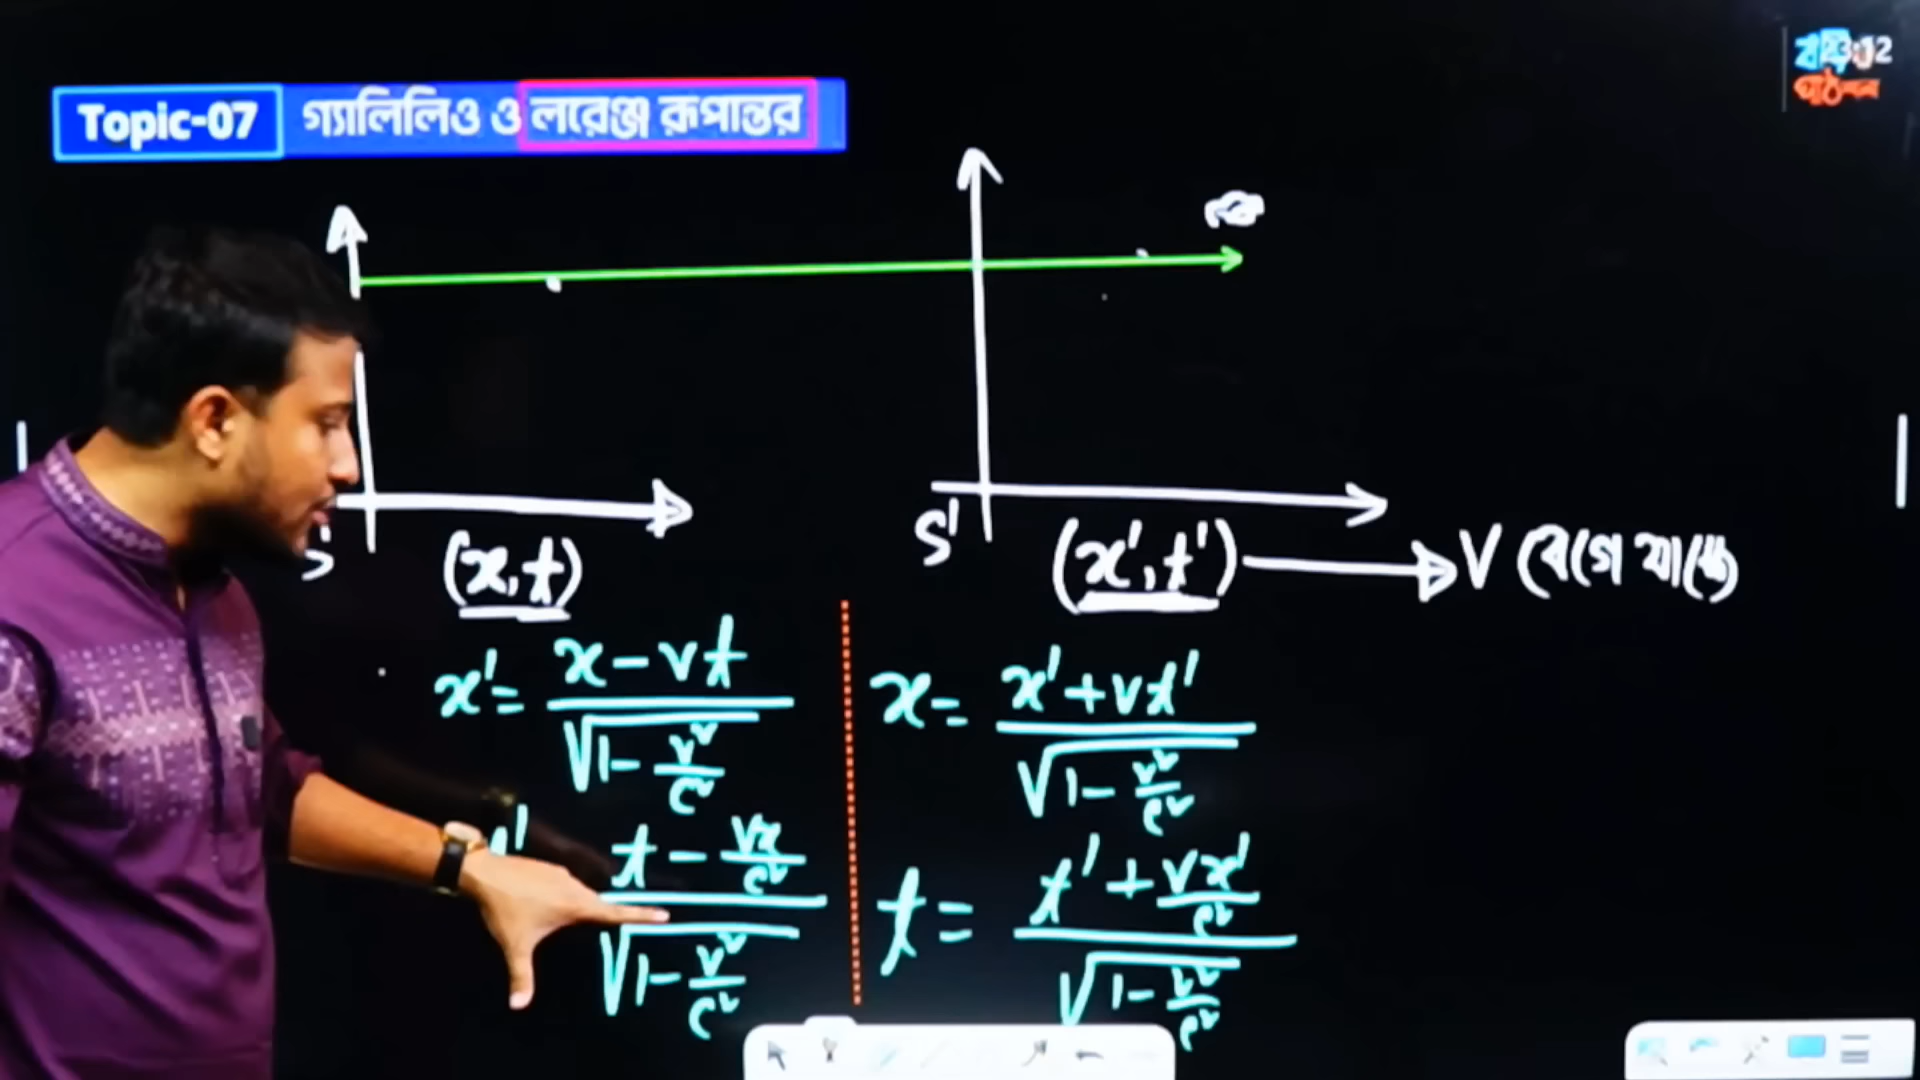 Topic-07 গ্যালিলিও ও লরেঞ্জ রূপান্তর
S' (x, t)
S' (x', t') → V বেগে যাচ্ছে
x' = (x - vt) / √(1 - v²/c²)
x = (x' + vt') / √(1 - v²/c²)
t - vx/c² / √(1 - v²/c²)
t = (t' + vx'/c²) / √(1 - v²/c²)